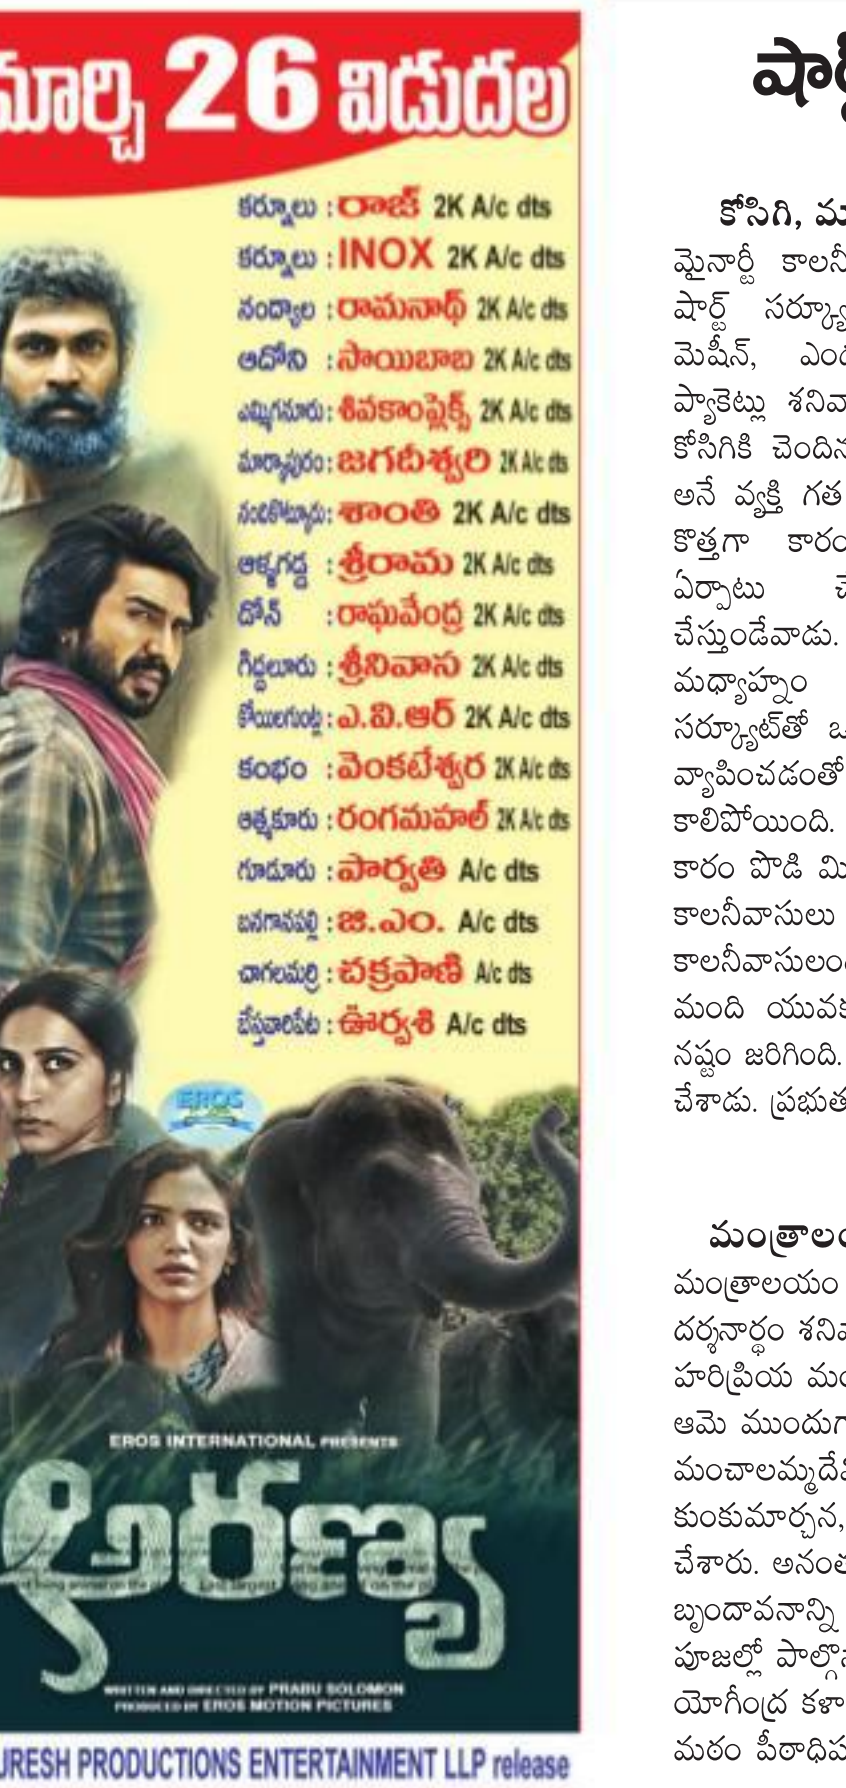 మార్చి 26 విడుదల
కర్నూలు : రాజ్ 2K A/c dts
కర్నూలు : INOX 2K A/c dts
నంద్యాల : రామనాథ్ 2K A/c dts
ఆదోని : సాయిబాబ 2K A/c dts
ఎమ్మిగనూరు: శివకాంప్లెక్స్ 2K A/c dts
మార్కాపురం: జగదీశ్వరి 2K A/c dts
నందికొట్కూరు: శాంతి 2K A/c dts
ఆళ్ళగడ్డ : శ్రీరామ 2K A/c dts
డోన్ : రాఘవేంద్ర 2K A/c dts
గిద్దలూరు : శ్రీనివాస 2K A/c dts
కోయిలగుంట్ల: ఎ.వి.ఆర్ 2K A/c dts
కంభం : వెంకటేశ్వర 2K A/c dts
ఆత్మకూరు : రంగమహల్ 2K A/c dts
గూడూరు : పార్వతి A/c dts
బనగానపల్లి : జి.ఎం. A/c dts
చాగలమర్రి : చక్రపాణి A/c dts
బేస్తవారిపేట : ఊర్వశి A/c dts
EROS
EROS INTERNATIONAL PRESENTS
అరణ్య
WRITTEN AND DIRECTED BY PRABU SOLOMON
PRODUCED BY EROS MOTION PICTURES
URESH PRODUCTIONS ENTERTAINMENT LLP release
షార్ట్
కోసిగి, మా
మైనార్టీ కాలనీ
షార్ట్ సర్క్యూ
మెషీన్, ఎండ
ప్యాకెట్లు శనివా
కోసిగికి చెందిన
అనే వ్యక్తి గత
కొత్తగా కారం
ఏర్పాటు చే
చేస్తుండేవాడు.
మధ్యాహ్నం
సర్క్యూట్‌తో ఒ
వ్యాపించడంతో
కాలిపోయింది.
కారం పొడి మి
కాలనీవాసులు
కాలనీవాసులం
మంది యువక
నష్టం జరిగింది.
చేశాడు. ప్రభుత
మంత్రాలం
మంత్రాలయం
దర్శనార్థం శనివ
హరిప్రియ మం
ఆమె ముందుగ
మంచాలమ్మదేవ
కుంకుమార్చన,
చేశారు. అనంత
బృందావనాన్ని
పూజల్లో పాల్గొన
యోగీంద్ర కళా
మఠం పీఠాధిప